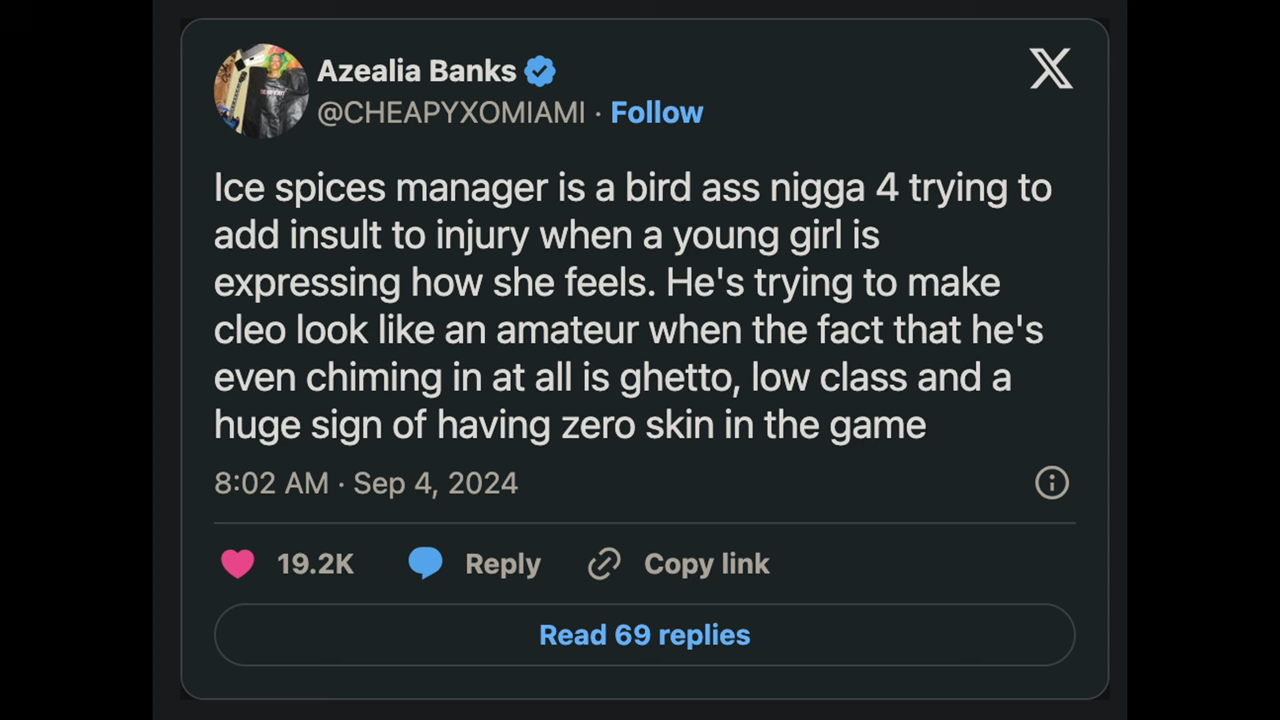 Azealia Banks
@CHEAPYXOMIAMI · Follow
Ice spices manager is a bird ass nigga 4 trying to
add insult to injury when a young girl is
expressing how she feels. He's trying to make
cleo look like an amateur when the fact that he's
even chiming in at all is ghetto, low class and a
huge sign of having zero skin in the game
8:02 AM · Sep 4, 2024
19.2K Reply Copy link
Read 69 replies